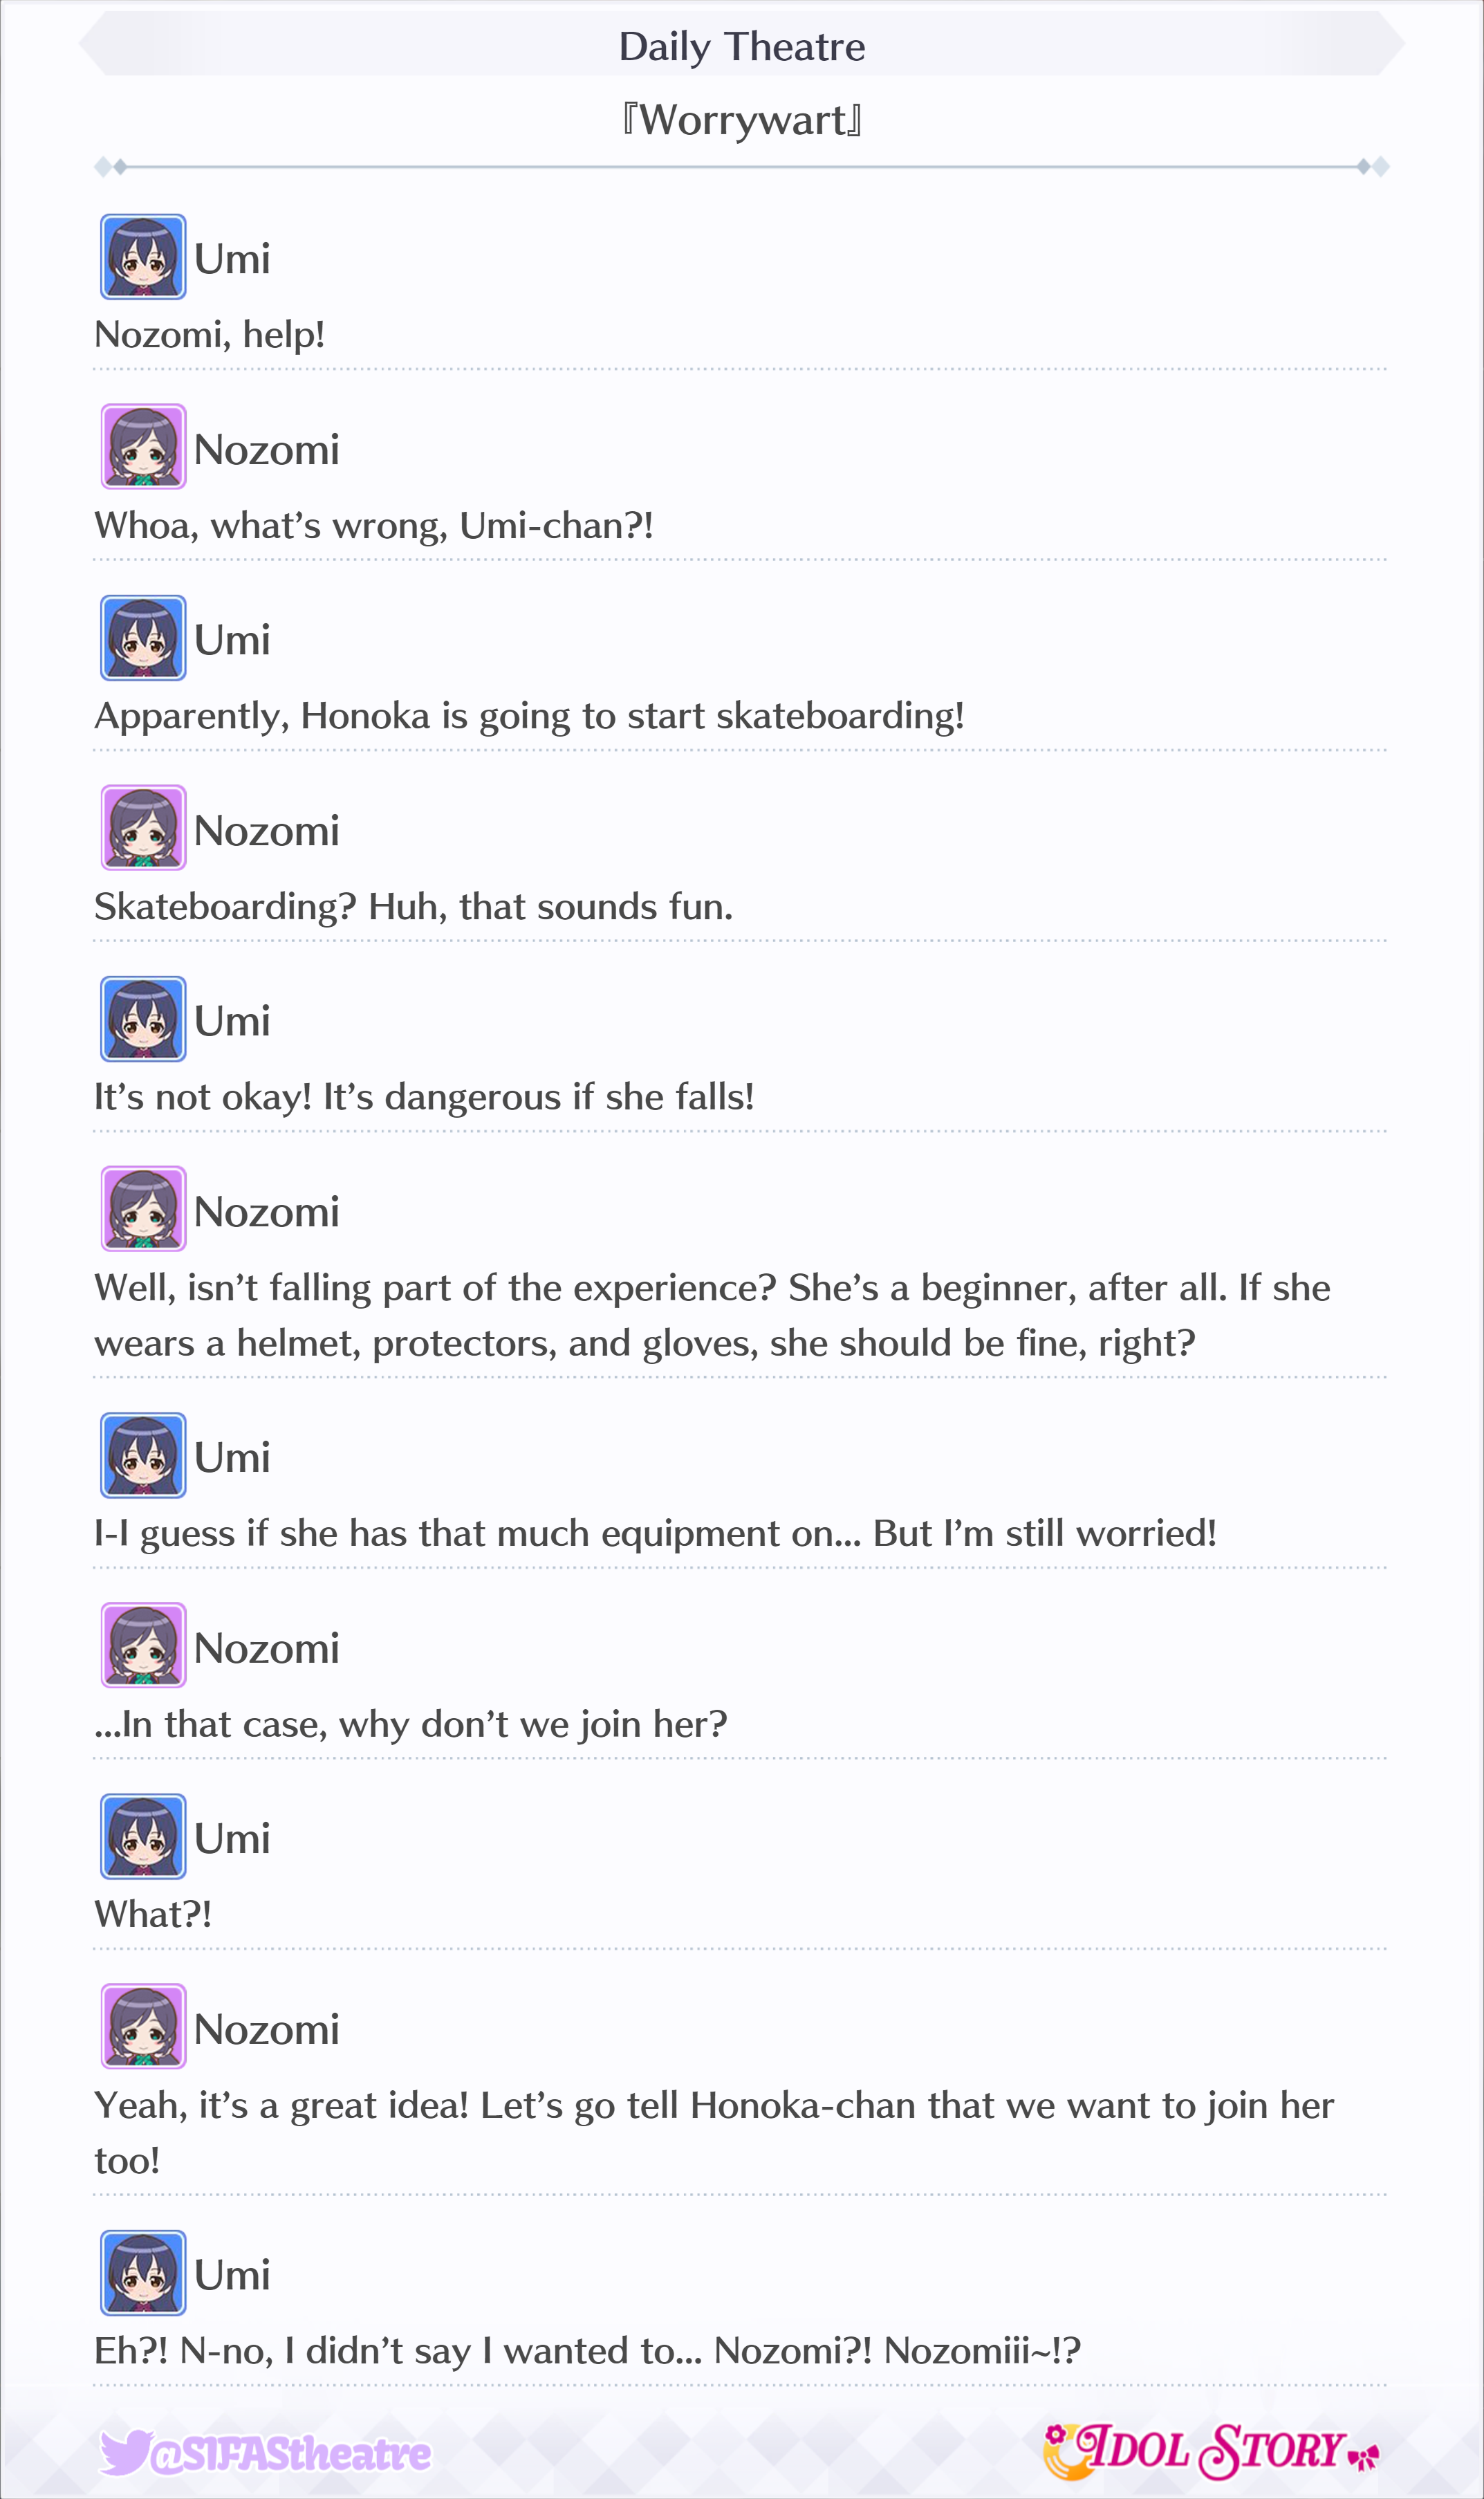 Daily Theatre
『Worrywart』
Umi
Nozomi, help!
Nozomi
Whoa, what’s wrong, Umi-chan?!
Umi
Apparently, Honoka is going to start skateboarding!
Nozomi
Skateboarding? Huh, that sounds fun.
Umi
It’s not okay! It’s dangerous if she falls!
Nozomi
Well, isn’t falling part of the experience? She’s a beginner, after all. If she
wears a helmet, protectors, and gloves, she should be fine, right?
Umi
I-I guess if she has that much equipment on... But I’m still worried!
Nozomi
...In that case, why don’t we join her?
Umi
What?!
Nozomi
Yeah, it’s a great idea! Let’s go tell Honoka-chan that we want to join her
too!
Umi
Eh?! N-no, I didn’t say I wanted to... Nozomi?! Nozomiii~!?
@SIFAStheatre
IDOL STORY